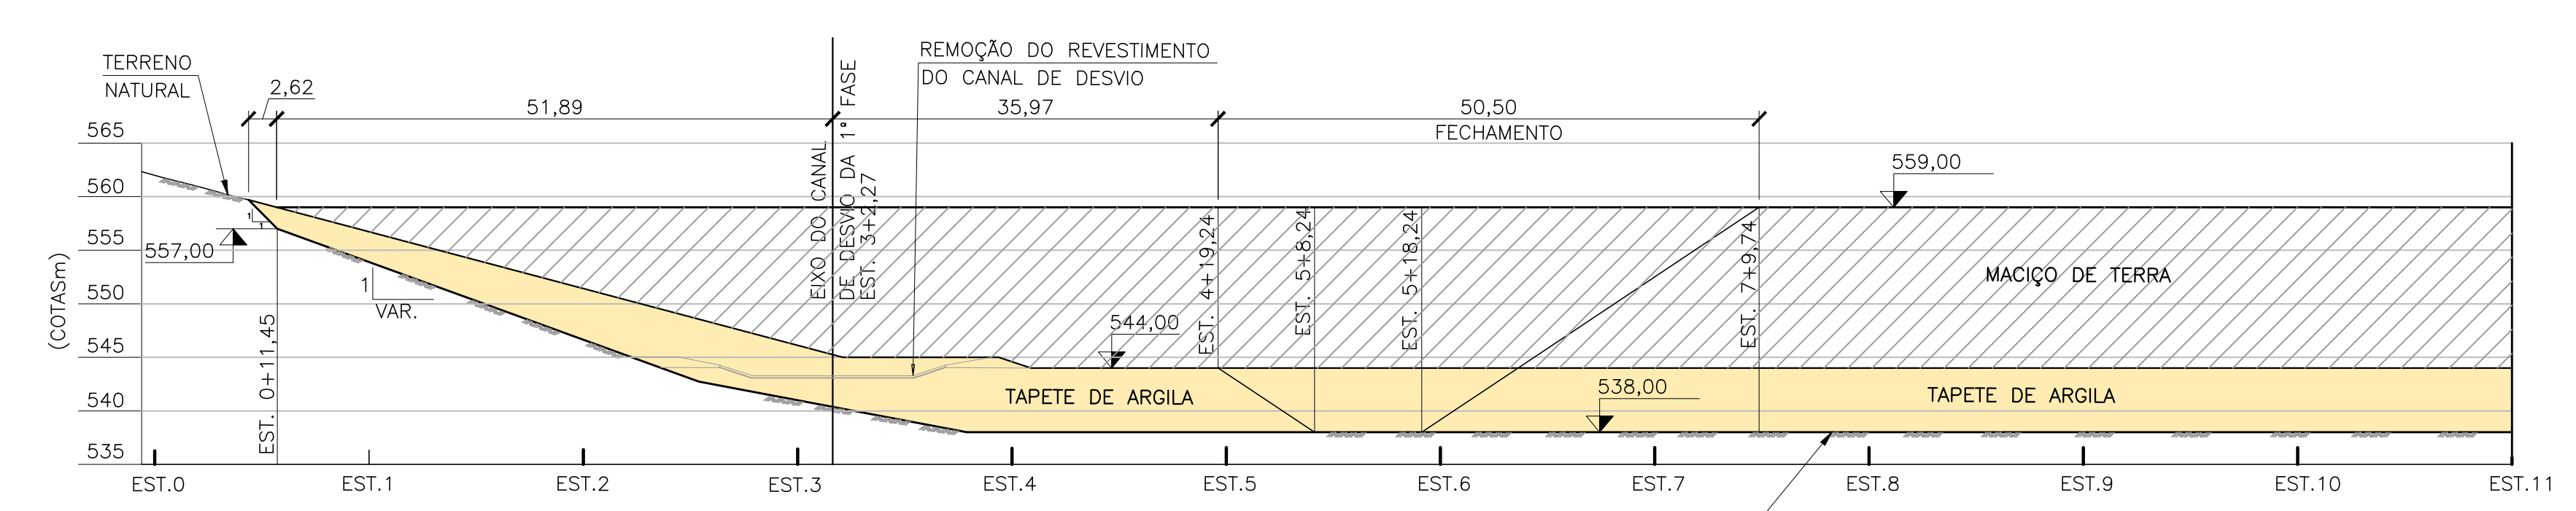 TERRENO
NATURAL
2,62
51,89
EIXO DO CANAL
DE DESVIO DA 1ª FASE
EST. 3+2,27
REMOÇÃO DO REVESTIMENTO
DO CANAL DE DESVIO
35,97
50,50
FECHAMENTO
565
560
555
550
545
540
535
(COTASm)
559,00
557,00
1
1
1
VAR.
EST. 0+11,45
544,00
EST. 4+19,24
EST. 5+8,24
EST. 5+18,24
EST. 7+9,74
MACIÇO DE TERRA
538,00
TAPETE DE ARGILA
TAPETE DE ARGILA
EST.0
EST.1
EST.2
EST.3
EST.4
EST.5
EST.6
EST.7
EST.8
EST.9
EST.10
EST.11